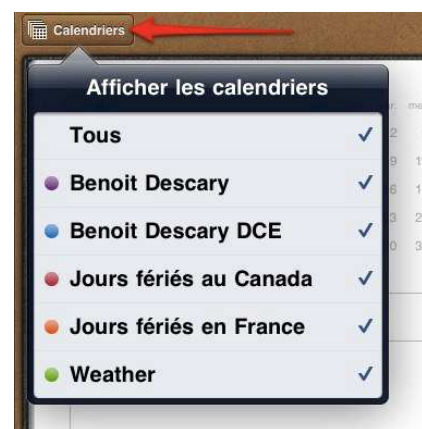 Calendriers
Afficher les calendriers
Tous
Benoit Descary
Benoit Descary DCE
Jours fériés au Canada
Jours fériés en France
Weather